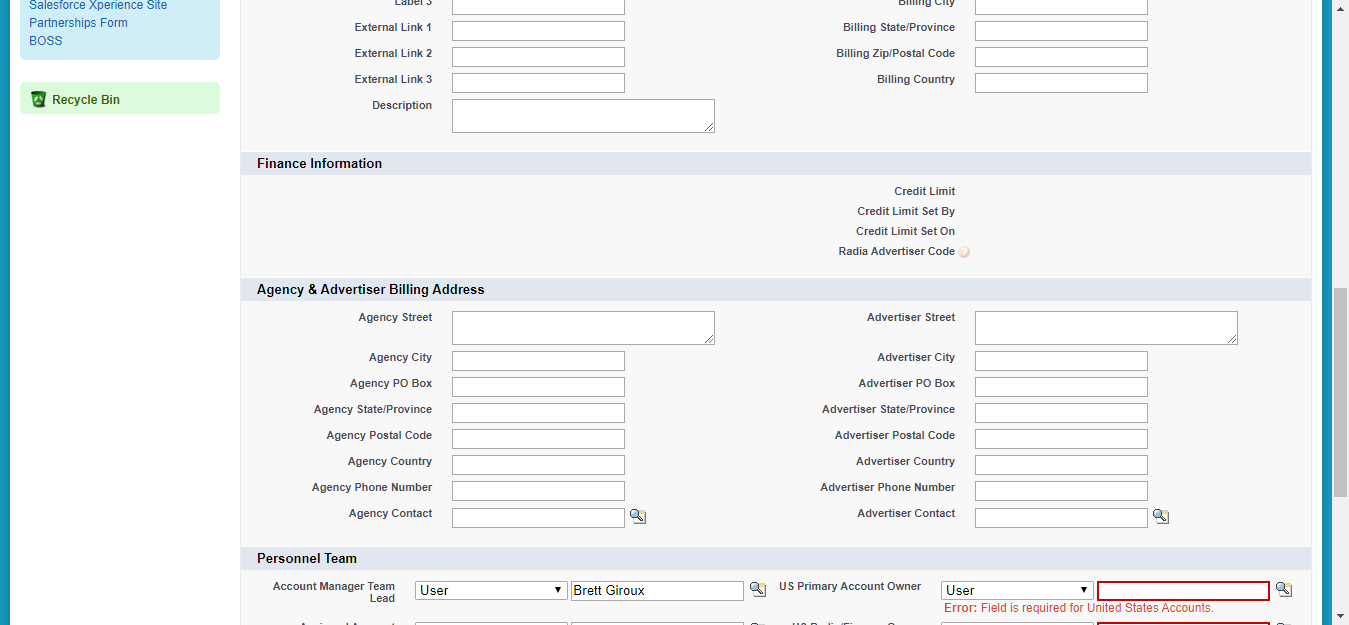 Salesforce Xperience Site
Partnerships Form
BOSS
Recycle Bin
Label 3
Billing City
External Link 1
Billing State/Province
External Link 2
Billing Zip/Postal Code
External Link 3
Billing Country
Description
Finance Information
Credit Limit
Credit Limit Set By
Credit Limit Set On
Radia Advertiser Code
Agency & Advertiser Billing Address
Agency Street
Advertiser Street
Agency City
Advertiser City
Agency PO Box
Advertiser PO Box
Agency State/Province
Advertiser State/Province
Agency Postal Code
Advertiser Postal Code
Agency Country
Advertiser Country
Agency Phone Number
Advertiser Phone Number
Agency Contact
Advertiser Contact
Personnel Team
Account Manager Team
Lead
User
Brett Giroux
US Primary Account Owner
User
Error: Field is required for United States Accounts.